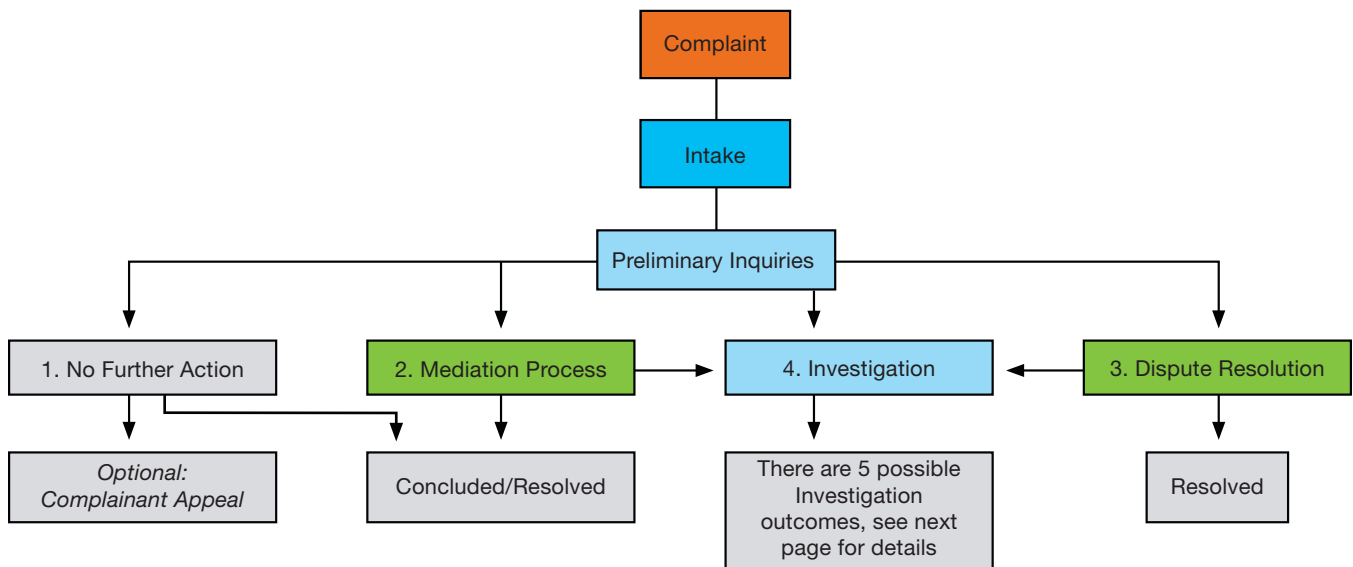 Complaint
Intake
Preliminary Inquiries
1. No Further Action
2. Mediation Process
4. Investigation
3. Dispute Resolution
Optional:
Complainant Appeal
Concluded/Resolved
There are 5 possible
Investigation
outcomes, see next
page for details
Resolved